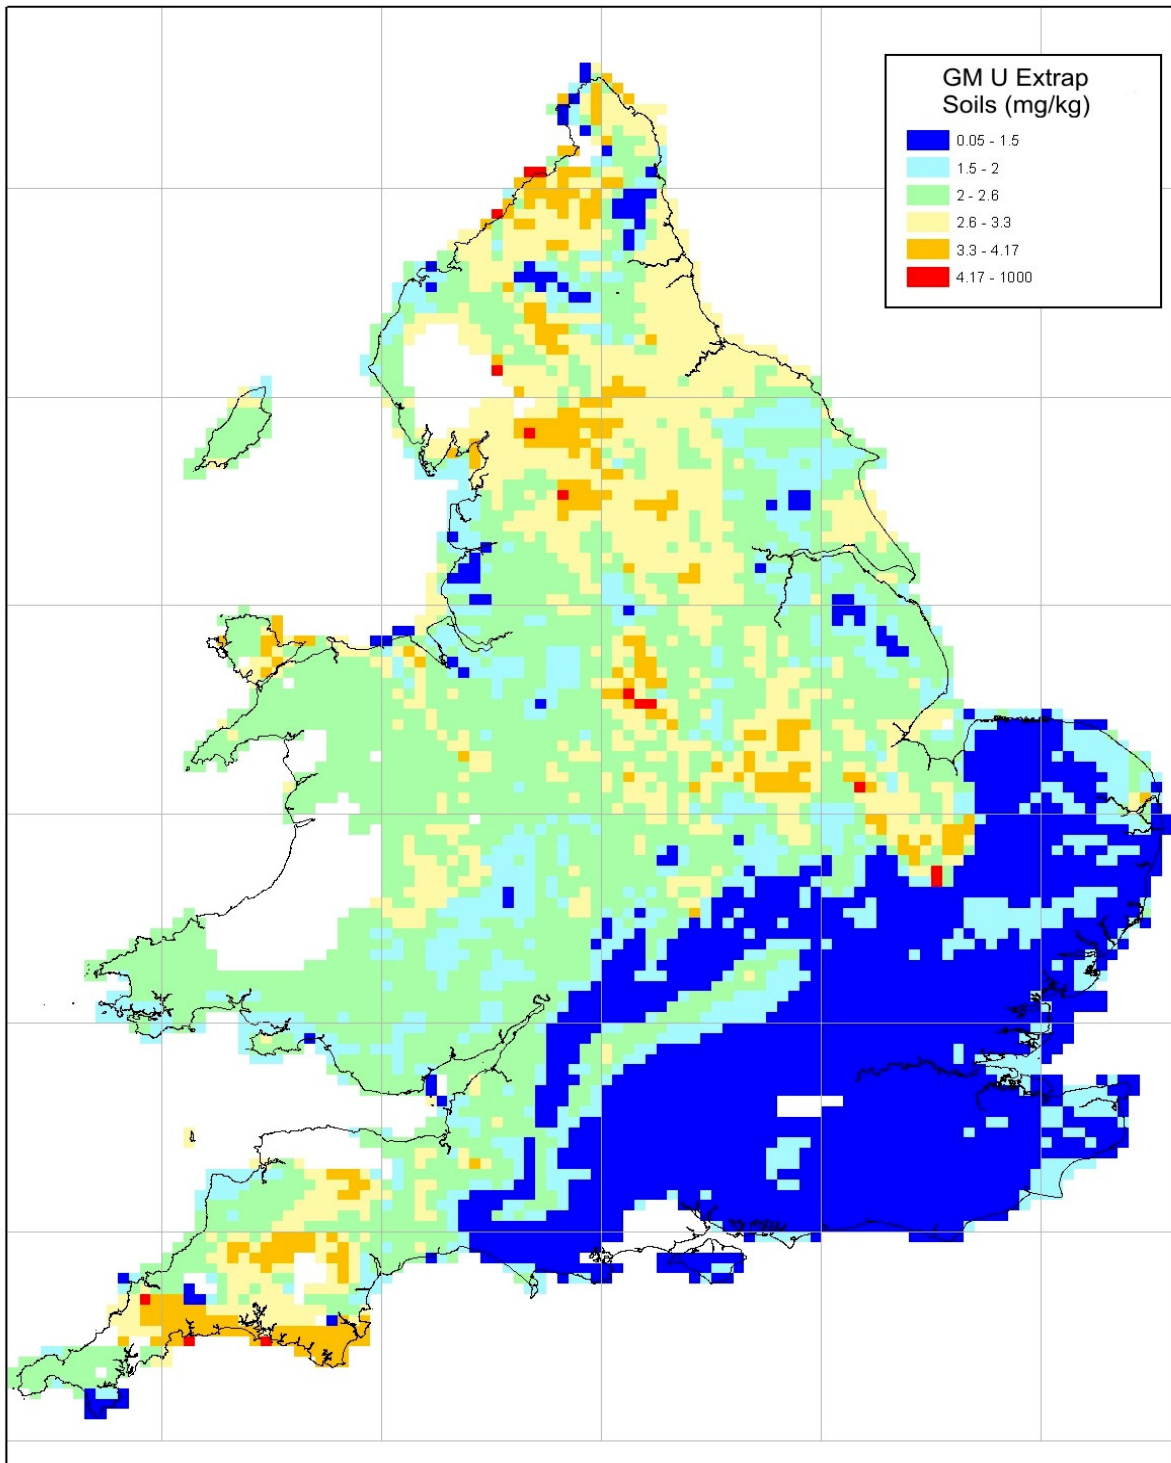 GM U Extrap
Soils (mg/kg)
0.05 - 1.5
1.5 - 2
2 - 2.6
2.6 - 3.3
3.3 - 4.17
4.17 - 1000